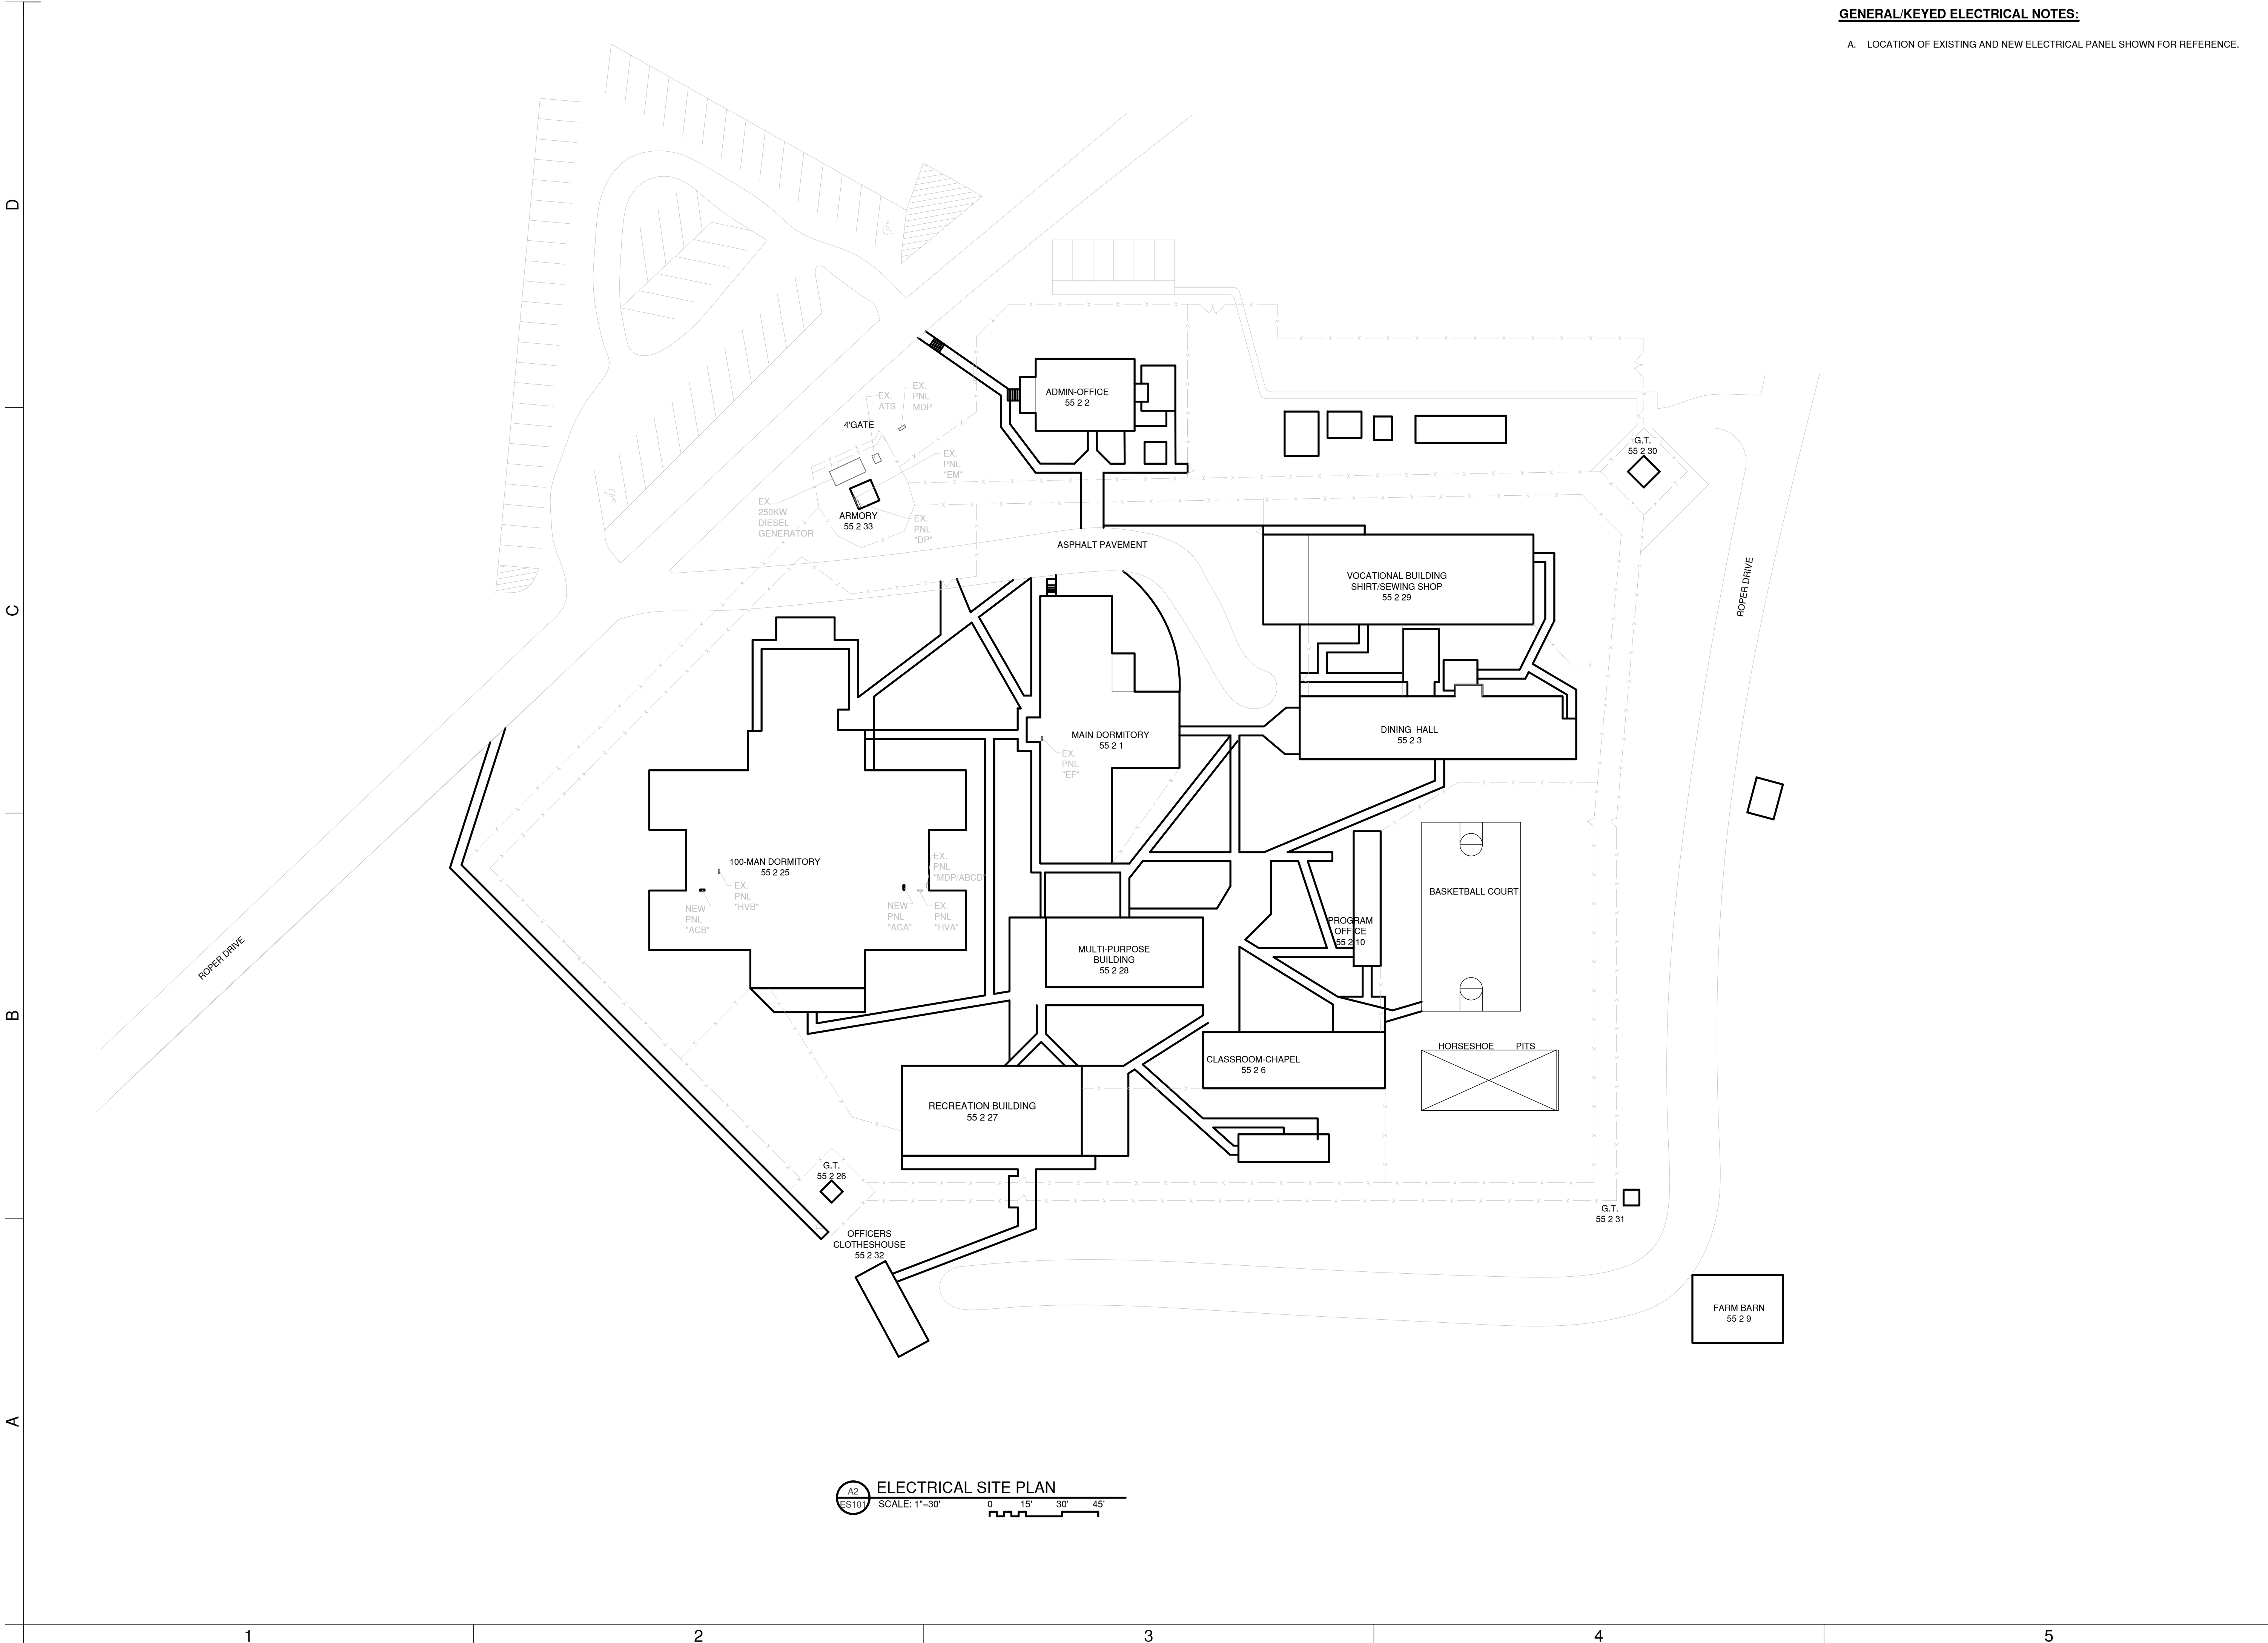 GENERAL/KEYED ELECTRICAL NOTES:
A. LOCATION OF EXISTING AND NEW ELECTRICAL PANEL SHOWN FOR REFERENCE.
D
ADMIN-OFFICE
55 2 2
EX.
ATS
EX.
PNL
MDP
4'GATE
EX.
PNL
"EM"
G.T.
55 2 30
EX.
250KW
DIESEL
GENERATOR
ARMORY
55 2 33
EX.
PNL
"DP"
ASPHALT PAVEMENT
VOCATIONAL BUILDING
SHIRT/SEWING SHOP
55 2 29
ROPER DRIVE
C
MAIN DORMITORY
55 2 1
EX.
PNL
"EF"
DINING HALL
55 2 3
100-MAN DORMITORY
55 2 25
EX.
PNL
"MDP/ABCD"
EX.
PNL
"HVB"
NEW
PNL
"ACB"
NEW
PNL
"ACA"
EX.
PNL
"HVA"
BASKETBALL COURT
PROGRAM
OFFICE
55 2 10
ROPER DRIVE
MULTI-PURPOSE
BUILDING
55 2 28
B
HORSESHOE PITS
CLASSROOM-CHAPEL
55 2 6
RECREATION BUILDING
55 2 27
G.T.
55 2 26
G.T.
55 2 31
OFFICERS
CLOTHESHOUSE
55 2 32
FARM BARN
55 2 9
A
A2
ES101
ELECTRICAL SITE PLAN
SCALE: 1"=30'
0 15' 30' 45'
1 2 3 4 5